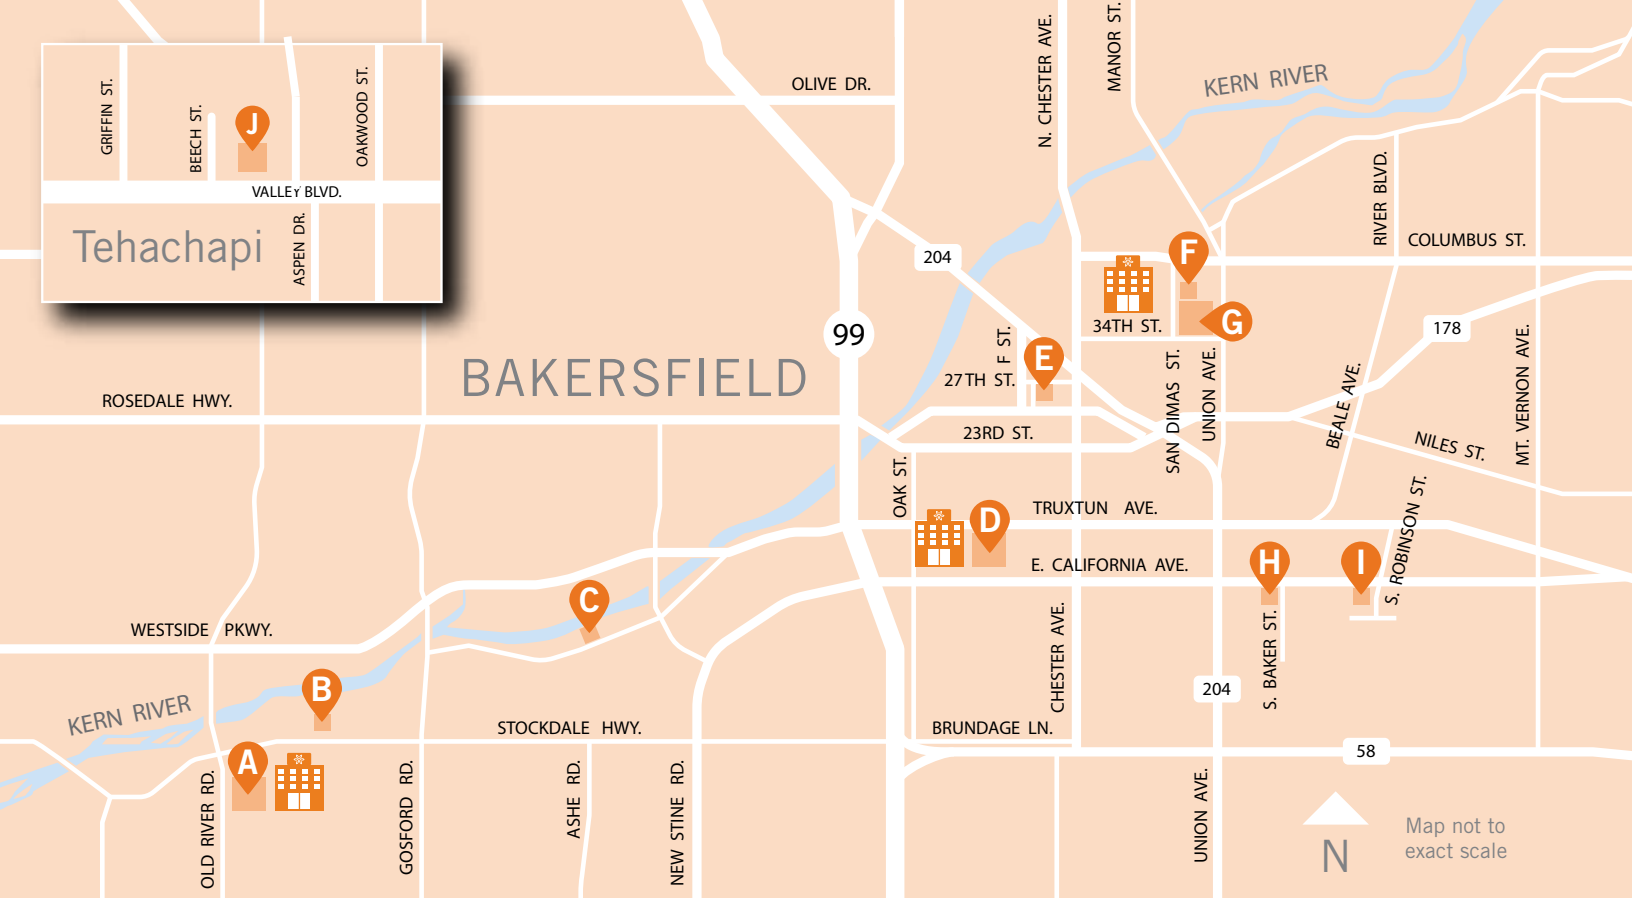 GRIFFIN ST.
BEECH ST.
J
OAKWOOD ST.
VALLEY BLVD.
Tehachapi
ASPEN DR.
OLIVE DR.
N. CHESTER AVE.
MANOR ST.
KERN RIVER
RIVER BLVD.
COLUMBUS ST.
204
F
G
34TH ST.
178
99
F ST.
E
27TH ST.
BAKERSFIELD
ROSEDALE HWY.
23RD ST.
SAN DIMAS ST.
UNION AVE.
BEALE AVE.
NILES ST.
MT. VERNON AVE.
OAK ST.
D
TRUXTUN AVE.
E. CALIFORNIA AVE.
H
I
S. ROBINSON ST.
C
WESTSIDE PKWY.
CHESTER AVE.
S. BAKER ST.
204
B
KERN RIVER
STOCKDALE HWY.
BRUNDAGE LN.
58
A
OLD RIVER RD.
GOSFORD RD.
ASHE RD.
NEW STINE RD.
UNION AVE.
N
Map not to
exact scale